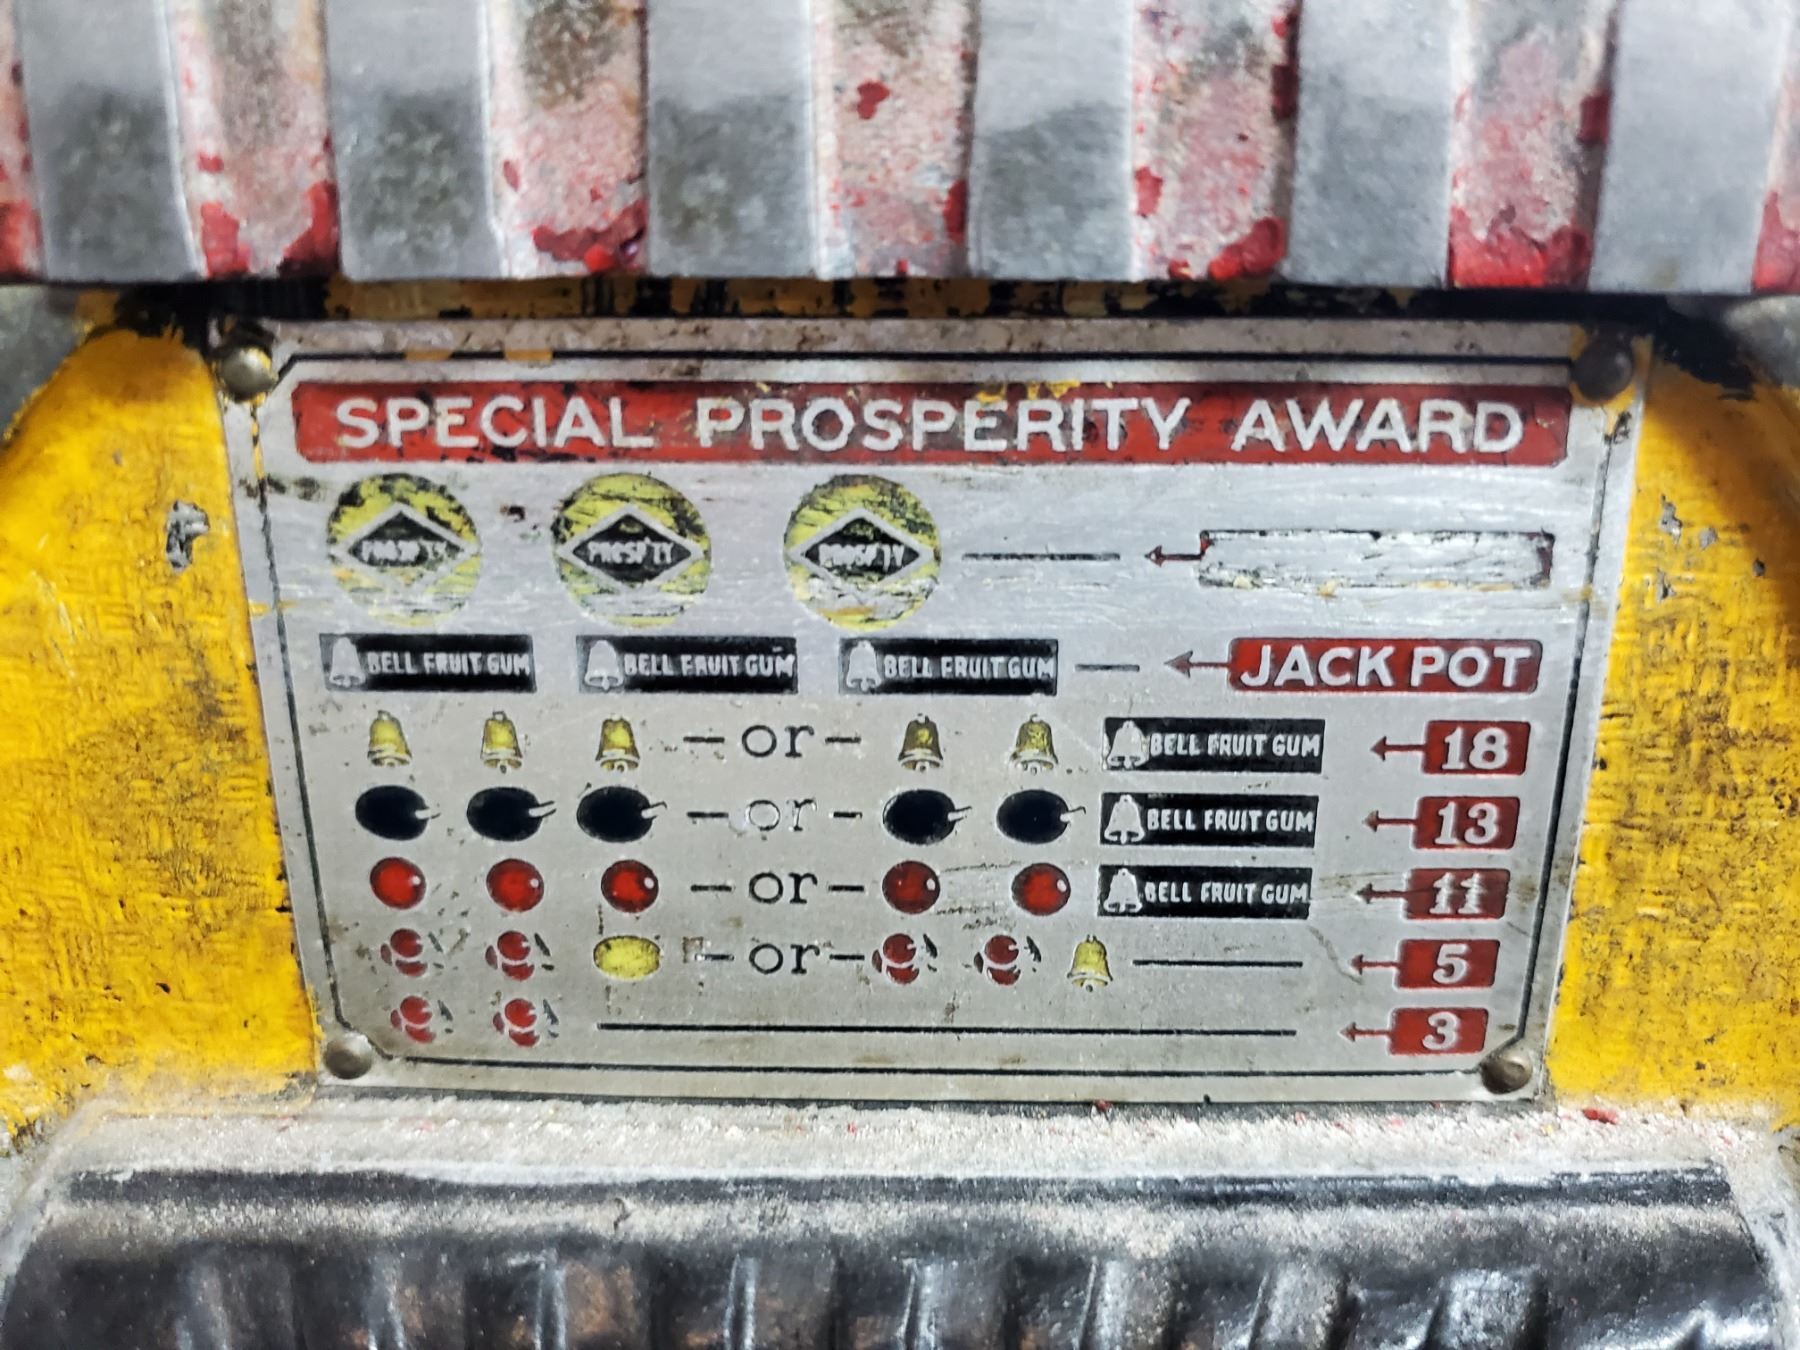 SPECIAL PROSPERITY AWARD
PROSP'TY PROSP'TY PROSP'TY
BELL FRUIT GUM BELL FRUIT GUM BELL FRUIT GUM JACK POT
-or- BELL FRUIT GUM 18
-or- BELL FRUIT GUM 13
-or- BELL FRUIT GUM 11
-or- 5
3